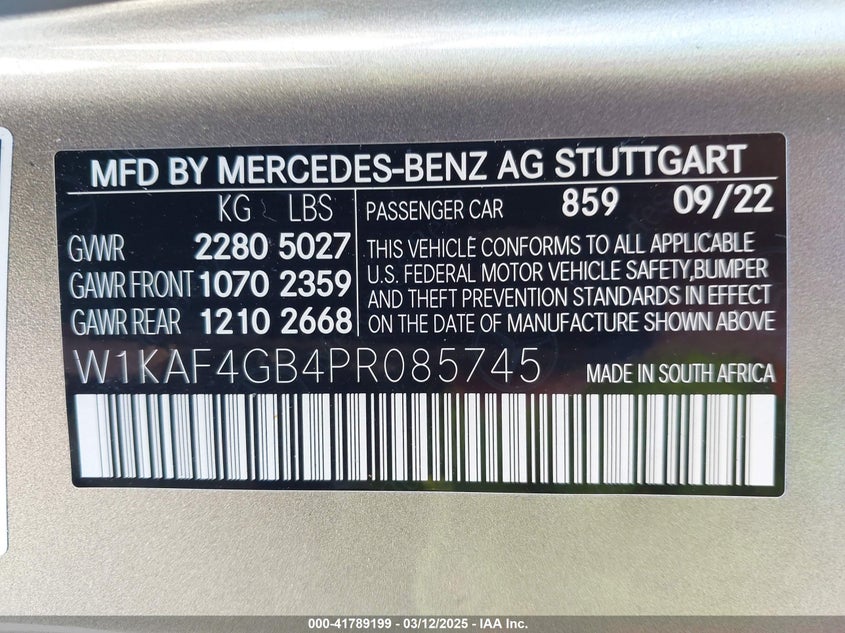 MFD BY MERCEDES-BENZ AG STUTTGART
KG LBS
GVWR 2280 5027
GAWR FRONT 1070 2359
GAWR REAR 1210 2668
PASSENGER CAR 859 09/22
THIS VEHICLE CONFORMS TO ALL APPLICABLE
U.S. FEDERAL MOTOR VEHICLE SAFETY,BUMPER
AND THEFT PREVENTION STANDARDS IN EFFECT
ON THE DATE OF MANUFACTURE SHOWN ABOVE
W1KAF4GB4PR085745 MADE IN SOUTH AFRICA
000-41789199 - 03/12/2025 - IAA Inc.